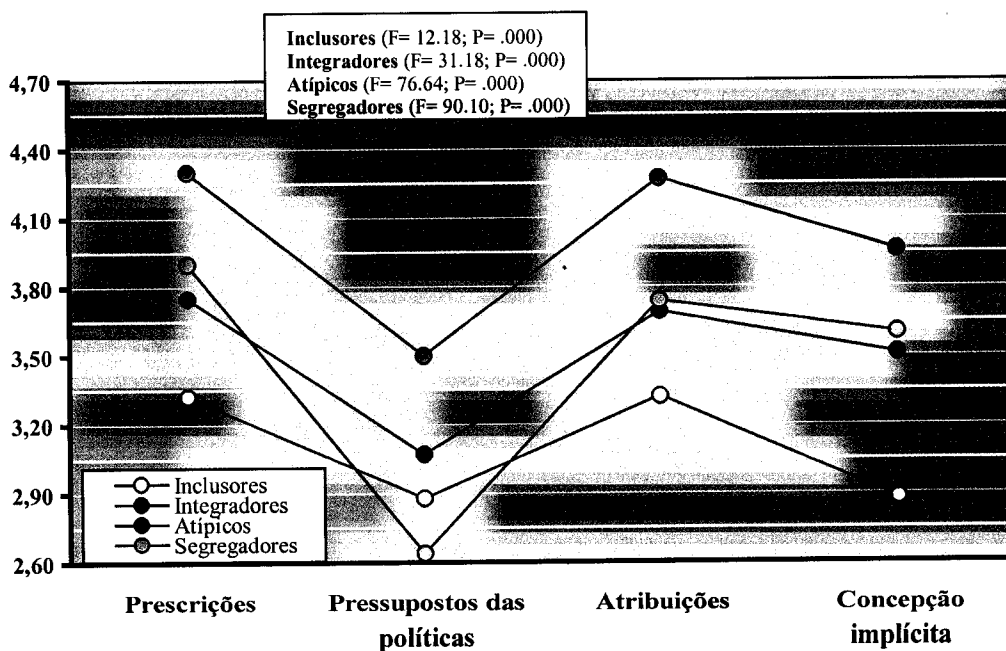 Inclusores (F= 12.18; P= .000)
Integradores (F= 31.18; P= .000)
Atípicos (F= 76.64; P= .000)
Segregadores (F= 90.10; P= .000)
4,70
4,40
4,10
3,80
3,50
3,20
2,90
2,60
Inclusores
Integradores
Atípicos
Segregadores
Prescrições
Pressupostos das
políticas
Atribuições
Concepção
implícita